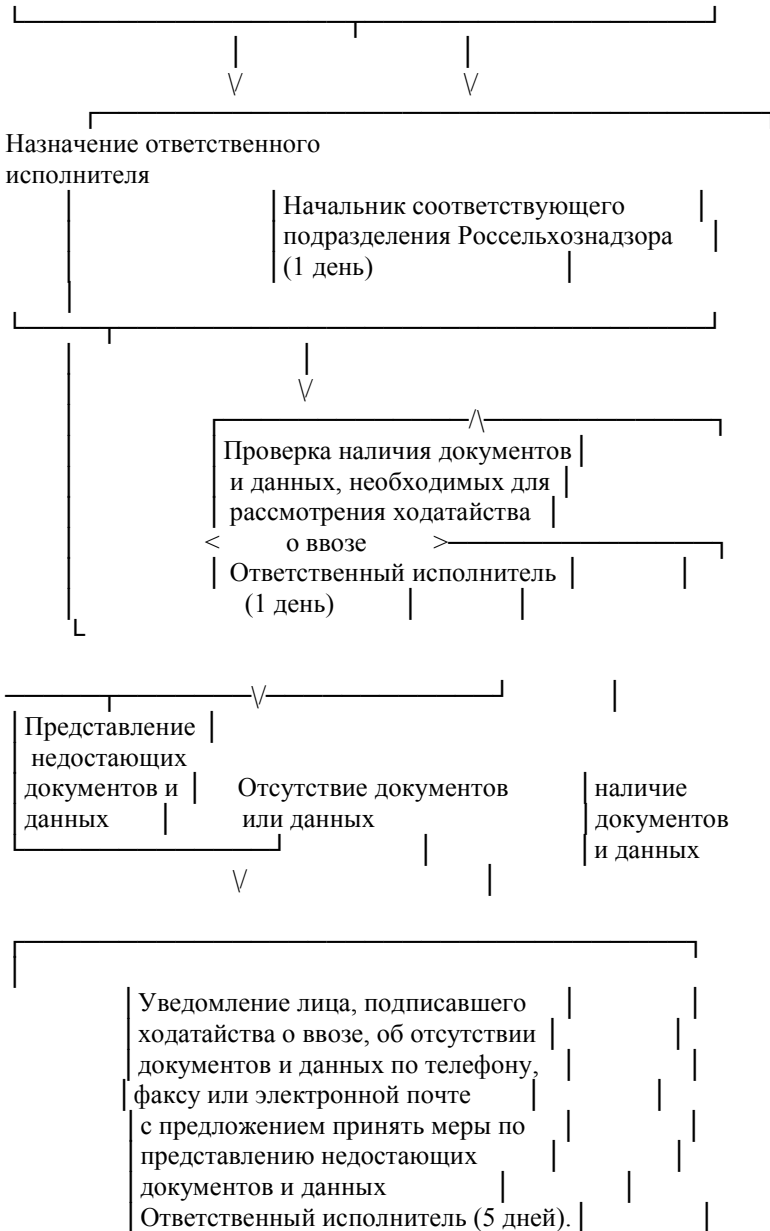 Назначение ответственного
исполнителя
Начальник соответствующего
подразделения Россельхознадзора
(1 день)
Проверка наличия документов
и данных, необходимых для
рассмотрения ходатайства
< о ввозе >
Ответственный исполнитель
(1 день)
Представление
недостающих
документов и Отсутствие документов наличие
данных или данных документов
и данных
Уведомление лица, подписавшего
ходатайства о ввозе, об отсутствии
документов и данных по телефону,
факсу или электронной почте
с предложением принять меры по
представлению недостающих
документов и данных
Ответственный исполнитель (5 дней).